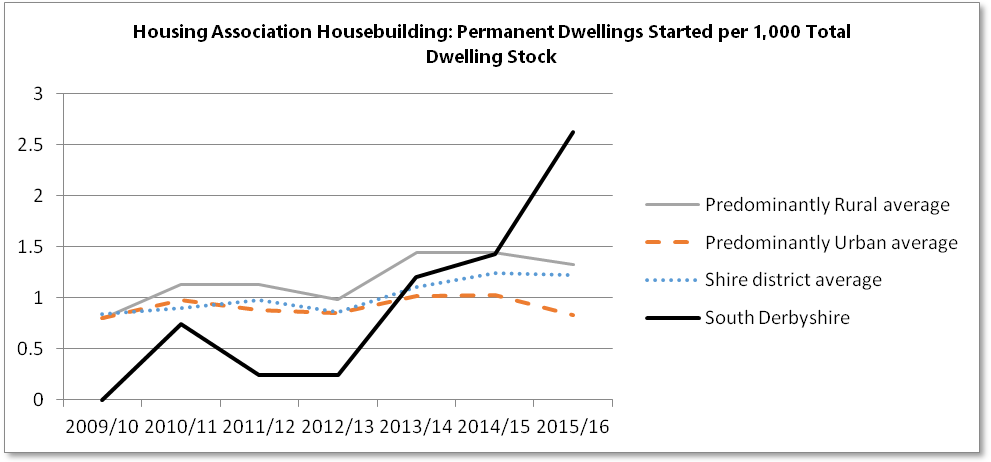 Housing Association Housebuilding: Permanent Dwellings Started per 1,000 Total
Dwelling Stock
3
2.5
2
1.5
1
0.5
0
2009/10 2010/11 2011/12 2012/13 2013/14 2014/15 2015/16
Predominantly Rural average
Predominantly Urban average
Shire district average
South Derbyshire